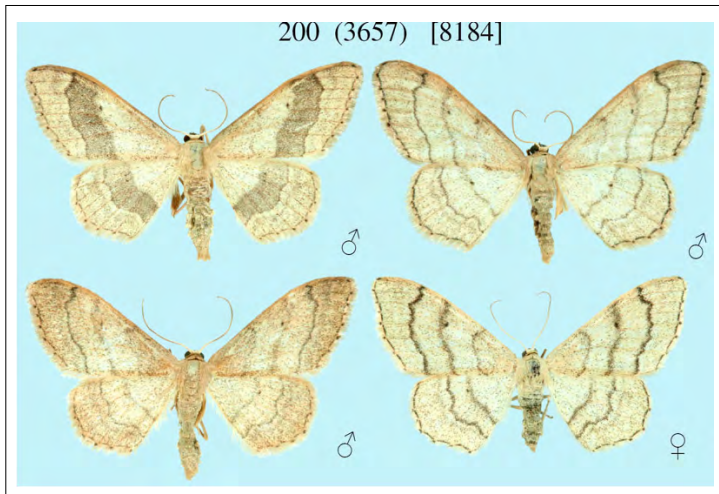 200 (3657) [8184]
♂ ♂
♂ ♀